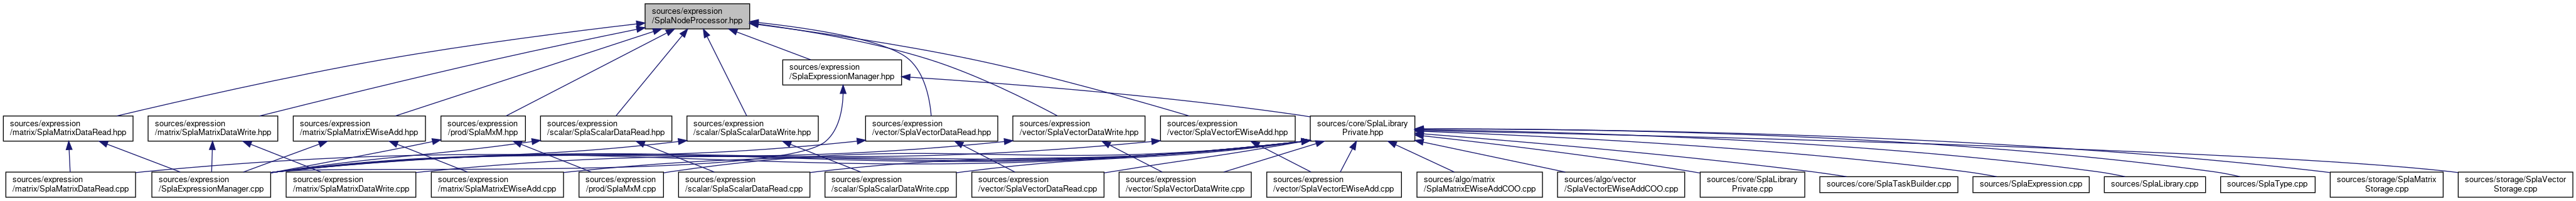 sources/expression
/SplaNodeProcessor.hpp
sources/expression
/SplaExpressionManager.hpp
sources/expression
/matrix/SplaMatrixDataRead.hpp
sources/expression
/matrix/SplaMatrixDataWrite.hpp
sources/expression
/matrix/SplaMatrixEWiseAdd.hpp
sources/expression
/prod/SplaMxM.hpp
sources/expression
/scalar/SplaScalarDataRead.hpp
sources/expression
/scalar/SplaScalarDataWrite.hpp
sources/expression
/vector/SplaVectorDataRead.hpp
sources/expression
/vector/SplaVectorDataWrite.hpp
sources/expression
/vector/SplaVectorEWiseAdd.hpp
sources/core/SplaLibrary
Private.hpp
sources/expression
/matrix/SplaMatrixDataRead.cpp
sources/expression
/SplaExpressionManager.cpp
sources/expression
/matrix/SplaMatrixDataWrite.cpp
sources/expression
/matrix/SplaMatrixEWiseAdd.cpp
sources/expression
/prod/SplaMxM.cpp
sources/expression
/scalar/SplaScalarDataRead.cpp
sources/expression
/scalar/SplaScalarDataWrite.cpp
sources/expression
/vector/SplaVectorDataRead.cpp
sources/expression
/vector/SplaVectorDataWrite.cpp
sources/expression
/vector/SplaVectorEWiseAdd.cpp
sources/algo/matrix
/SplaMatrixEWiseAddCOO.cpp
sources/algo/vector
/SplaVectorEWiseAddCOO.cpp
sources/core/SplaLibrary
Private.cpp
sources/core/SplaTaskBuilder.cpp
sources/SplaExpression.cpp
sources/SplaLibrary.cpp
sources/SplaType.cpp
sources/storage/SplaMatrix
Storage.cpp
sources/storage/SplaVector
Storage.cpp